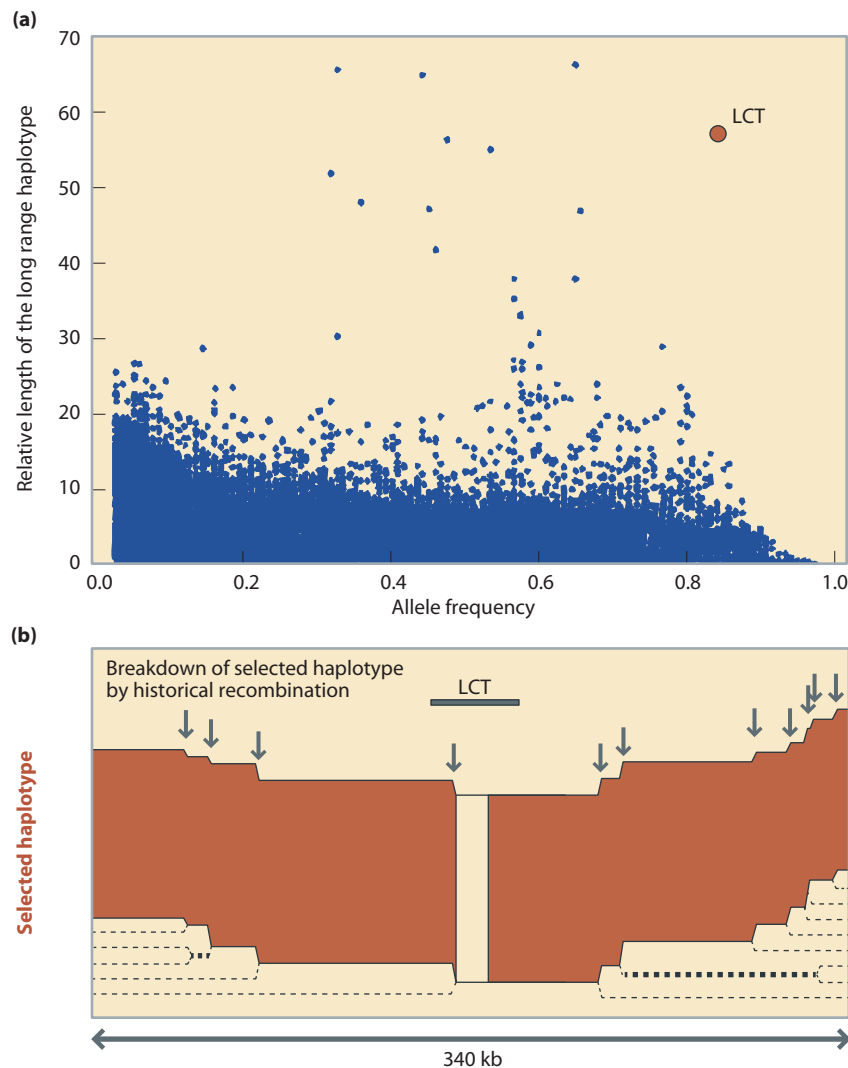 (a)
70
60
50
40
30
20
10
0
Relative length of the long range haplotype
LCT
0.0 0.2 0.4 0.6 0.8 1.0
Allele frequency
(b)
Breakdown of selected haplotype
by historical recombination
LCT
Selected haplotype
340 kb